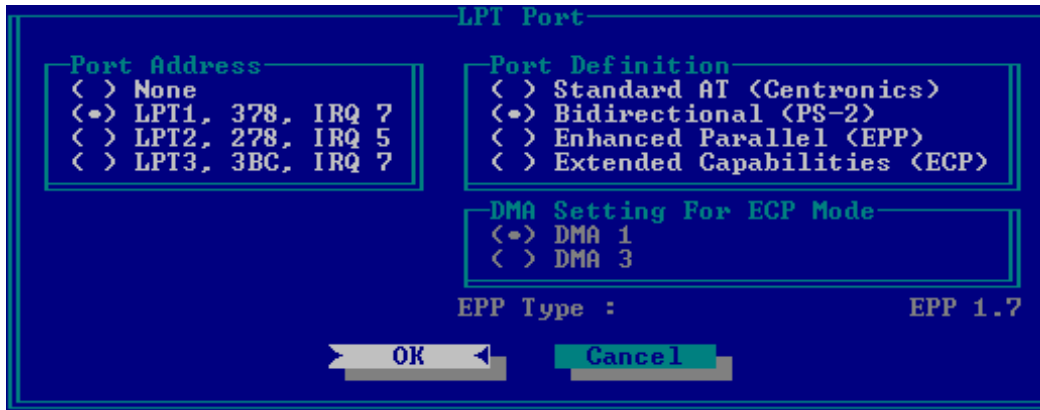 LPT Port
Port Address
( ) None
(•) LPT1, 378, IRQ 7
( ) LPT2, 278, IRQ 5
( ) LPT3, 3BC, IRQ 7
Port Definition
( ) Standard AT (Centronics)
(•) Bidirectional (PS-2)
( ) Enhanced Parallel (EPP)
( ) Extended Capabilities (ECP)
DMA Setting For ECP Mode
(•) DMA 1
( ) DMA 3
EPP Type : EPP 1.7
OK Cancel